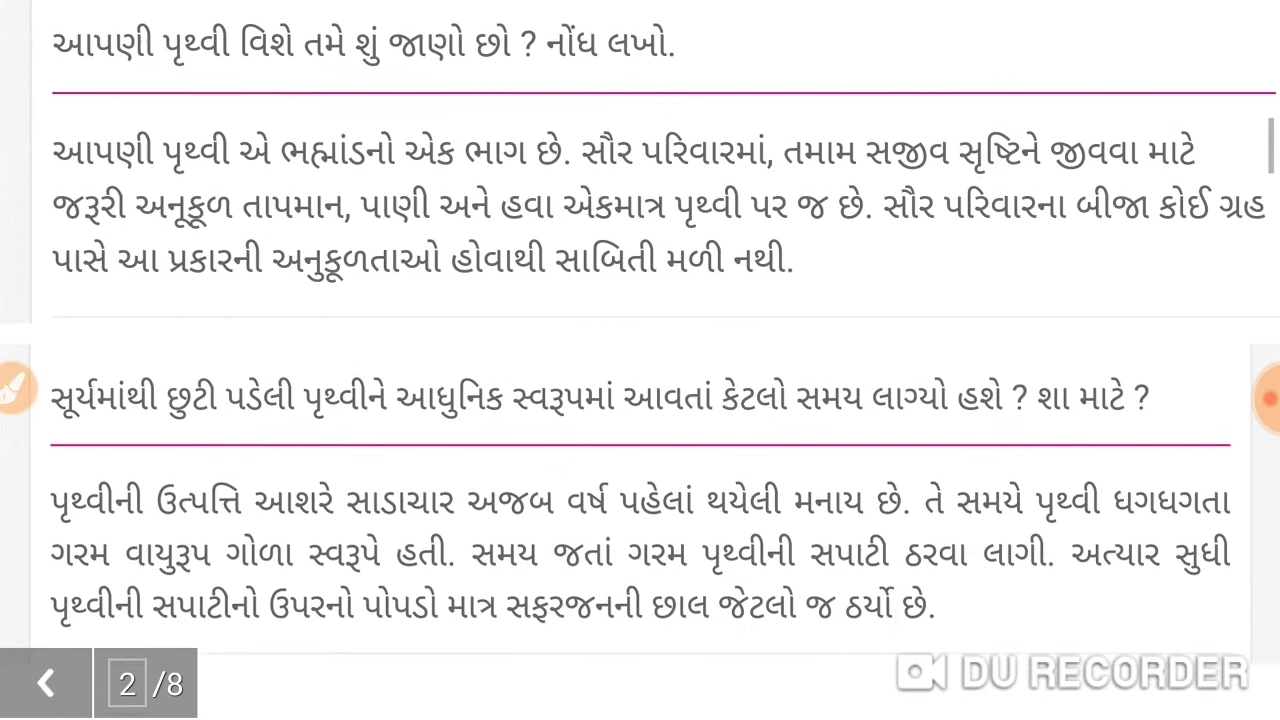 આપણી પૃથ્વી વિશે તમે શું જાણો છો ? નોંધ લખો.
આપણી પૃથ્વી એ ભહ્માંડનો એક ભાગ છે. સૌર પરિવારમાં, તમામ સજીવ સૃષ્ટિને જીવવા માટે
જરૂરી અનૂકૂળ તાપમાન, પાણી અને હવા એકમાત્ર પૃથ્વી પર જ છે. સૌર પરિવારના બીજા કોઈ ગ્રહ
પાસે આ પ્રકારની અનુકૂળતાઓ હોવાથી સાબિતી મળી નથી.
સૂર્યમાંથી છુટી પડેલી પૃથ્વીને આધુનિક સ્વરૂપમાં આવતાં કેટલો સમય લાગ્યો હશે ? શા માટે ?
પૃથ્વીની ઉત્પત્તિ આશરે સાડાચાર અજબ વર્ષ પહેલાં થયેલી મનાય છે. તે સમયે પૃથ્વી ધગધગતા
ગરમ વાયુરૂપ ગોળા સ્વરૂપે હતી. સમય જતાં ગરમ પૃથ્વીની સપાટી ઠરવા લાગી. અત્યાર સુધી
પૃથ્વીની સપાટીનો ઉપરનો પોપડો માત્ર સફરજનની છાલ જેટલો જ ઠર્યો છે.
2 /8
DU RECORDER